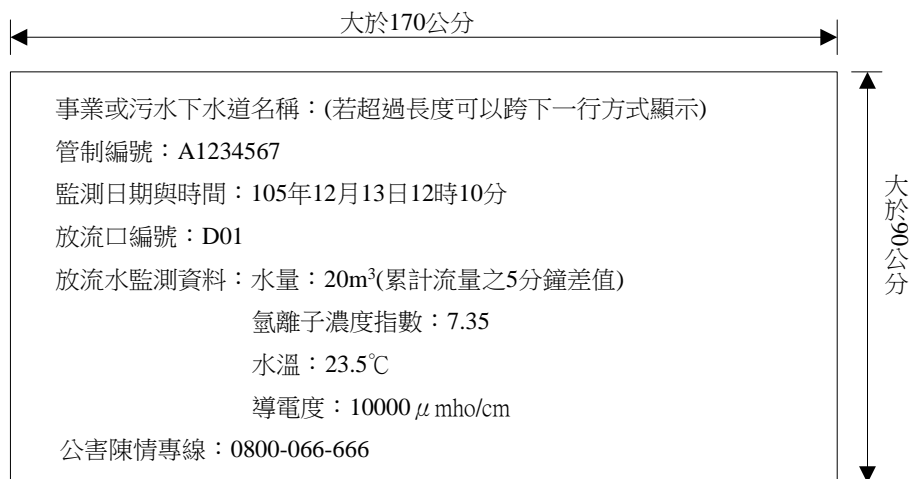 大於170公分
事業或污水下水道名稱：(若超過長度可以跨下一行方式顯示)
管制編號：A1234567
監測日期與時間：105年12月13日12時10分
放流口編號：D01
放流水監測資料：水量：20m³(累計流量之5分鐘差值)
氫離子濃度指數：7.35
水溫：23.5℃
導電度：10000μmho/cm
公害陳情專線：0800-066-666
大於90公分